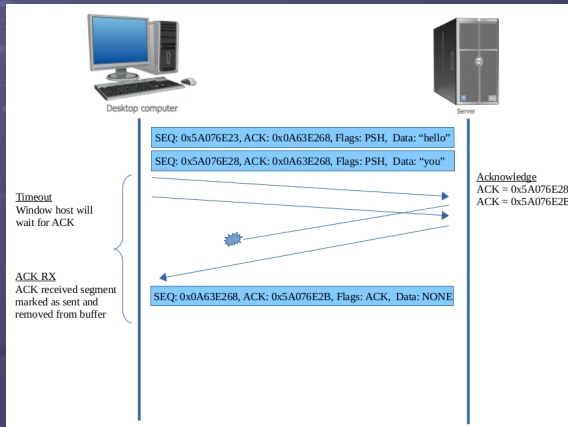 Desktop computer
Server
SEQ: 0x5A076E23, ACK: 0x0A63E268, Flags: PSH, Data: “hello”
SEQ: 0x5A076E28, ACK: 0x0A63E268, Flags: PSH, Data: “you”
Acknowledge
ACK = 0x5A076E28
ACK = 0x5A076E2B
Timeout
Window host will
wait for ACK
ACK RX
ACK received segment
marked as sent and
removed from buffer
SEQ: 0x0A63E268, ACK: 0x5A076E2B, Flags: ACK, Data: NONE